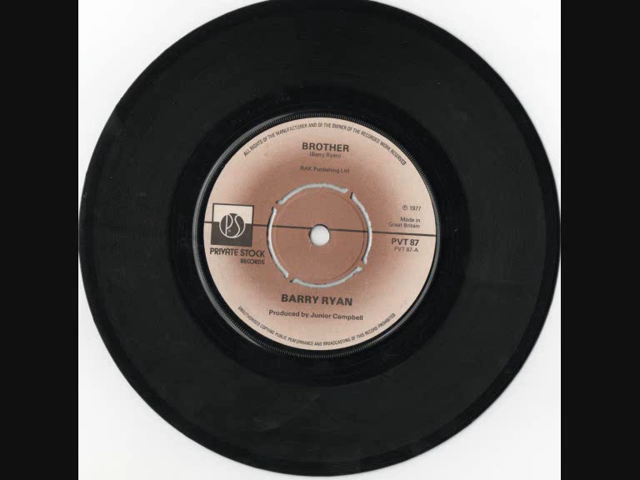 ALL RIGHTS OF THE MANUFACTURER AND OF THE OWNER OF THE RECORDED WORK RESERVED
BROTHER
(Barry Ryan)
RAK Publishing Ltd
℗ 1977
Made in
Great Britain
PS
PRIVATE STOCK
RECORDS
PVT 87
PVT 87-A
BARRY RYAN
Produced by Junior Campbell
UNAUTHORISED COPYING PUBLIC PERFORMANCE AND BROADCASTING OF THIS RECORD PROHIBITED